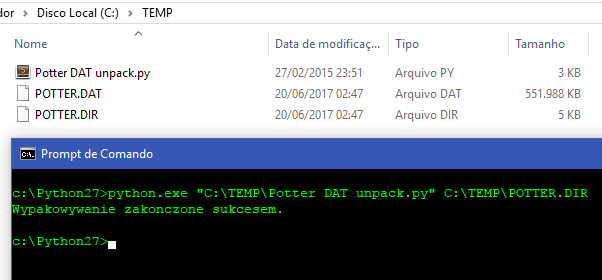 dor > Disco Local (C:) > TEMP
Nome Data de modificaç... Tipo Tamanho
Potter DAT unpack.py 27/02/2015 23:51 Arquivo PY 3 KB
POTTER.DAT 20/06/2017 02:47 Arquivo DAT 551.988 KB
POTTER.DIR 20/06/2017 02:47 Arquivo DIR 5 KB
C:\. Prompt de Comando
c:\Python27>python.exe "C:\TEMP\Potter DAT unpack.py" C:\TEMP\POTTER.DIR
Wypakowywanie zakonczone sukcesem.
c:\Python27>